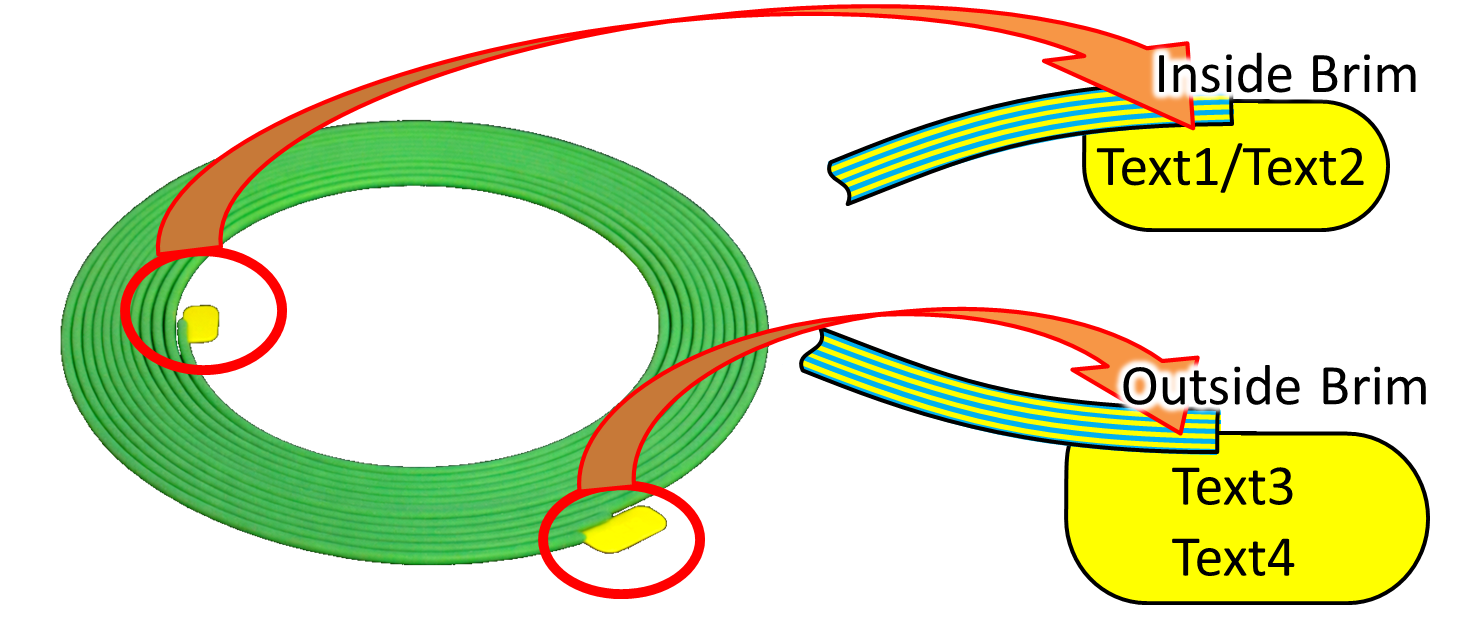 Inside Brim
Text1/Text2
Outside Brim
Text3
Text4